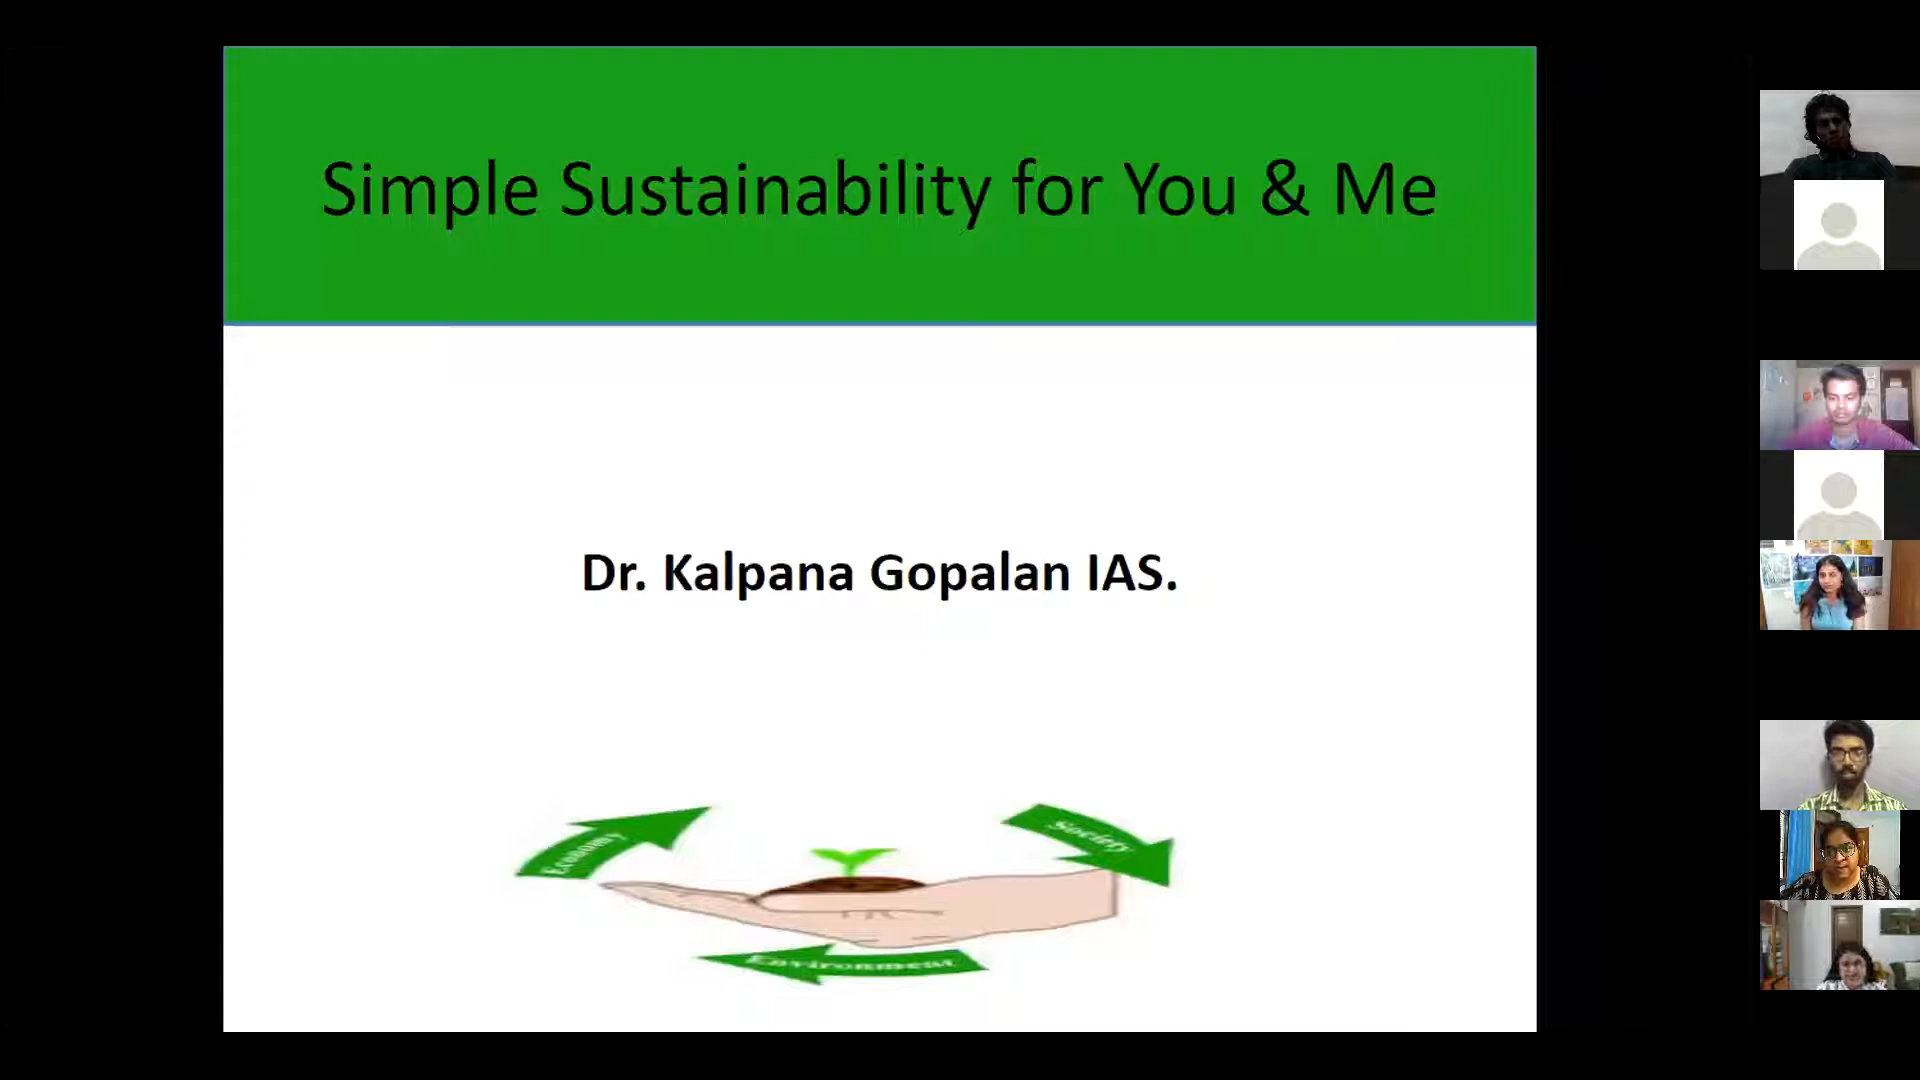 Simple Sustainability for You & Me
Dr. Kalpana Gopalan IAS.
Economy
Society
Environment